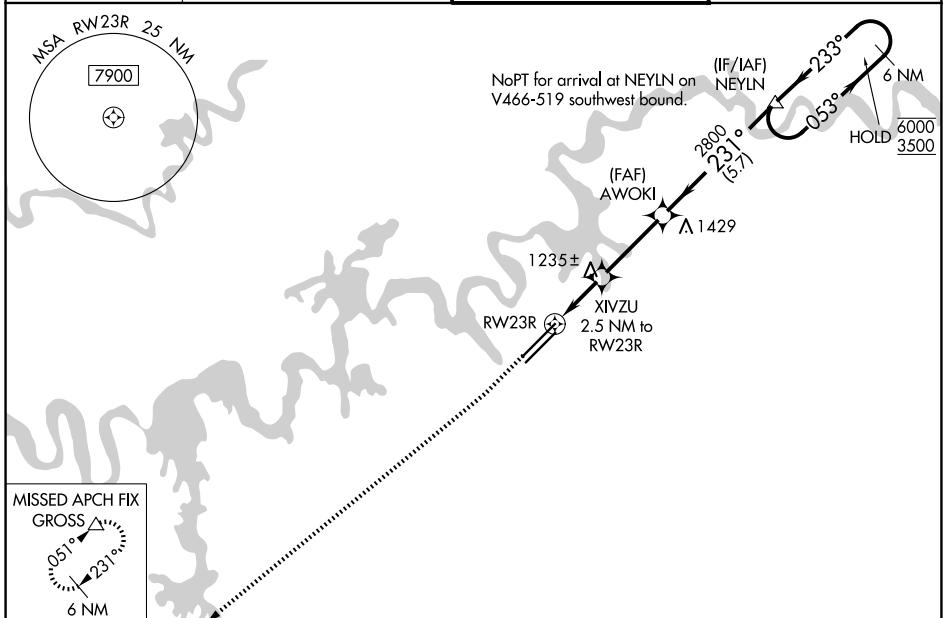 MSA RW23R 25 NM
7900
NoPT for arrival at NEYLN on
V466-519 southwest bound.
(IF/IAF)
NEYLN
233°
6 NM
053°
HOLD
6000
3500
2800
231°
(5.7)
(FAF)
AWOKI
1429
1235±
XIVZU
2.5 NM to
RW23R
RW23R
MISSED APCH FIX
GROSS
051°
231°
6 NM